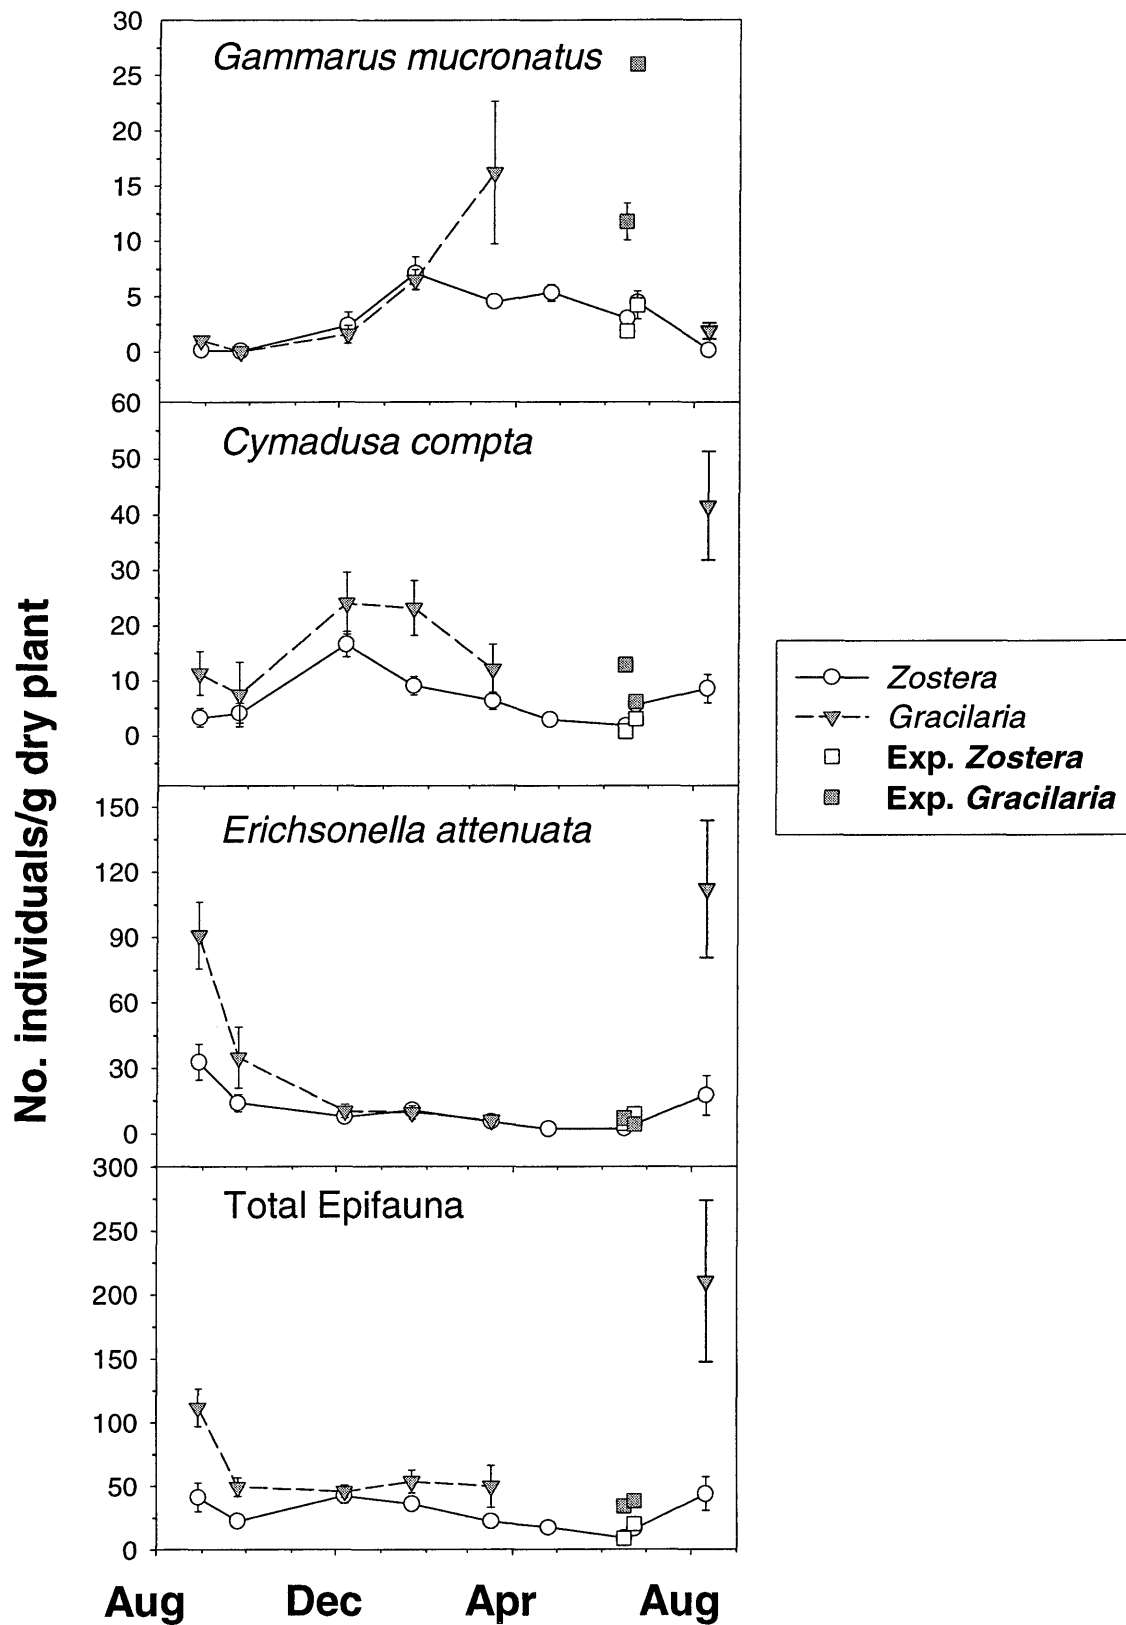 No. individuals/g dry plant
30
25
20
15
10
5
0
Gammarus mucronatus
60
50
40
30
20
10
0
Cymadusa compta
150
120
90
60
30
0
Erichsonella attenuata
300
250
200
150
100
50
0
Total Epifauna
Aug Dec Apr Aug
Zostera
Gracilaria
Exp. Zostera
Exp. Gracilaria